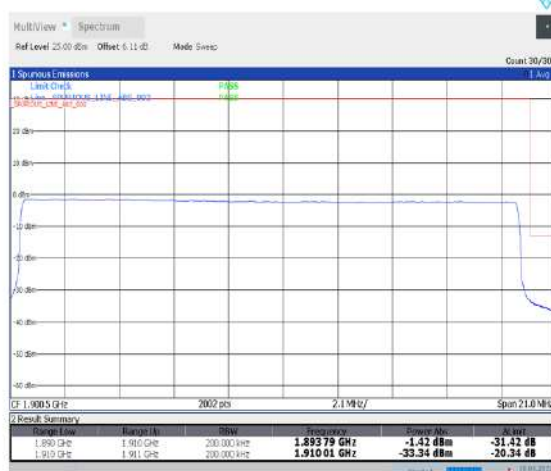 MultiView Spectrum
Ref Level 25.00 dBm Offset 6.11 dB Mode Sweep
Count 30/30
1 Spurious Emissions 1 Avg
Limit Check PASS
PASS
20 dBm
10 dBm
0 dBm
-10 dBm
-20 dBm
-30 dBm
-40 dBm
-50 dBm
-60 dBm
CF 1.9005 GHz 2002 pts 2.1 MHz/ Span 21.0 MHz
2 Result Summary
Range Low Range Up RBW Frequency Power Abs ΔLimit
1.890 GHz 1.910 GHz 200.000 kHz 1.89379 GHz -1.42 dBm -31.42 dB
1.910 GHz 1.911 GHz 200.000 kHz 1.91001 GHz -33.34 dBm -20.34 dB